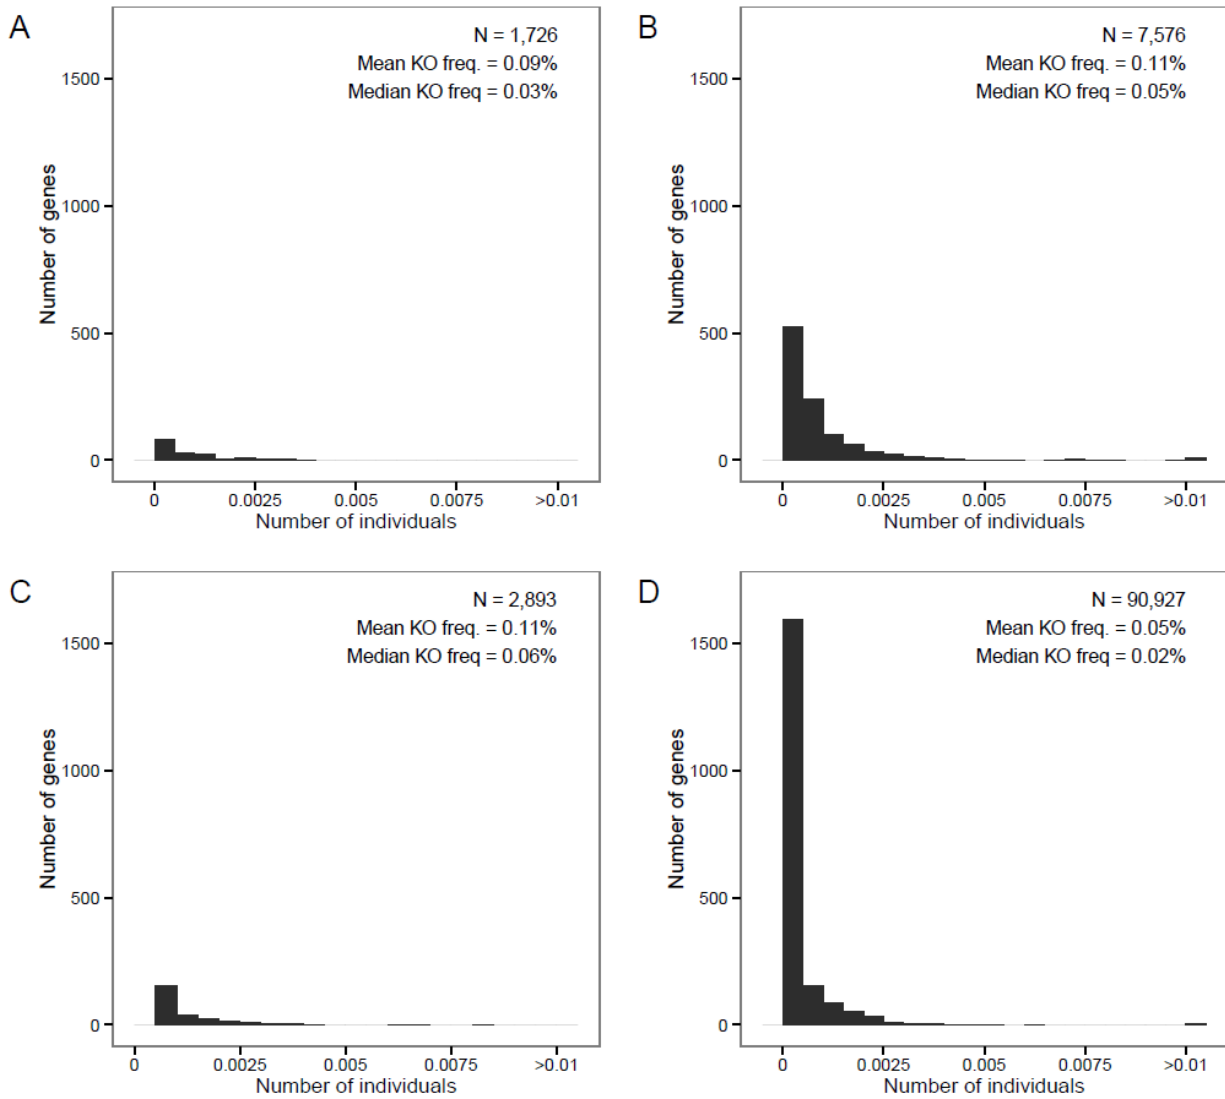 A
N = 1,726
Mean KO freq. = 0.09%
Median KO freq = 0.03%
1500
1000
500
0
Number of genes
0 0.0025 0.005 0.0075 >0.01
Number of individuals
B
N = 7,576
Mean KO freq. = 0.11%
Median KO freq = 0.05%
1500
1000
500
0
Number of genes
0 0.0025 0.005 0.0075 >0.01
Number of individuals
C
N = 2,893
Mean KO freq. = 0.11%
Median KO freq = 0.06%
1500
1000
500
0
Number of genes
0 0.0025 0.005 0.0075 >0.01
Number of individuals
D
N = 90,927
Mean KO freq. = 0.05%
Median KO freq = 0.02%
1500
1000
500
0
Number of genes
0 0.0025 0.005 0.0075 >0.01
Number of individuals